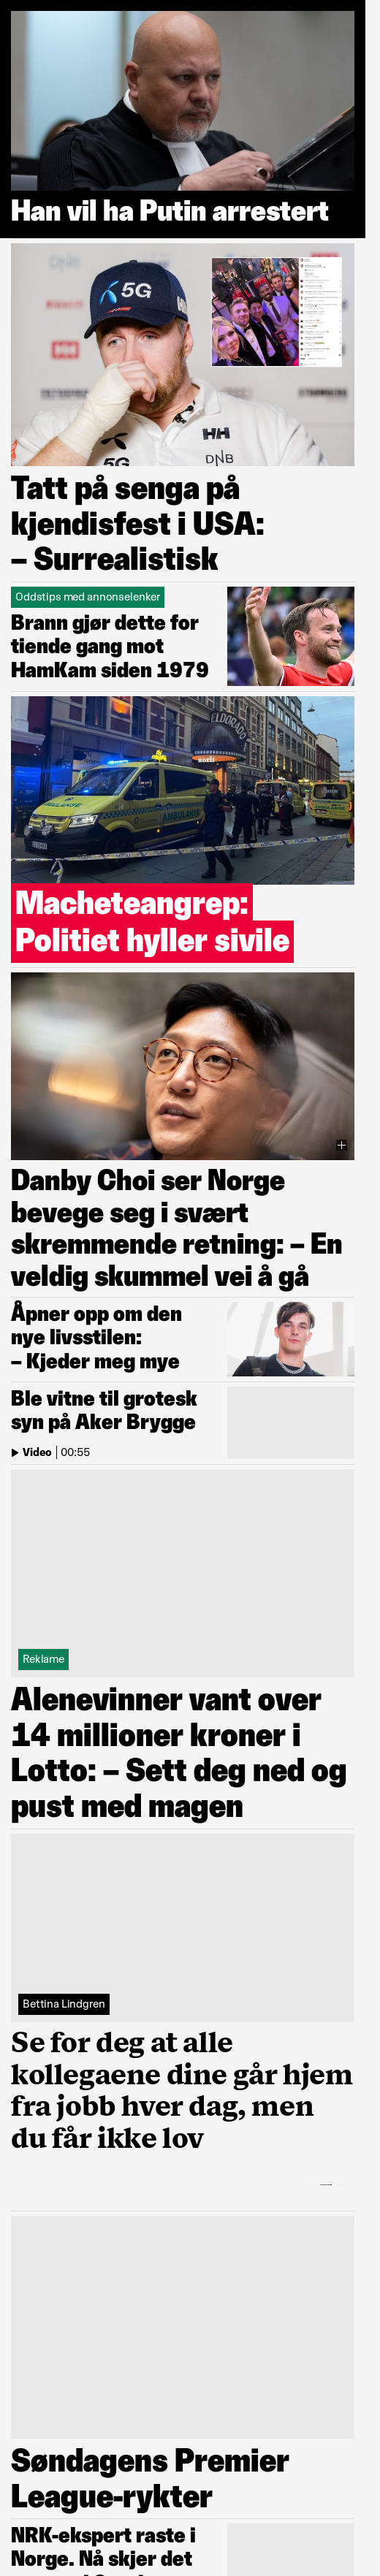 Han vil ha Putin arrestert
5G
HH
DNB
5G
Tatt på senga på
kjendisfest i USA:
– Surrealistisk
Oddstips med annonselenker
Brann gjør dette for
tiende gang mot
HamKam siden 1979
ELDORADO
AMBULANSE
Macheteangrep:
Politiet hyller sivile
Danby Choi ser Norge
bevege seg i svært
skremmende retning: – En
veldig skummel vei å gå
Åpner opp om den
nye livsstilen:
– Kjeder meg mye
Ble vitne til grotesk
syn på Aker Brygge
Video | 00:55
Reklame
Alenevinner vant over
14 millioner kroner i
Lotto: – Sett deg ned og
pust med magen
Bettina Lindgren
Se for deg at alle
kollegaene dine går hjem
fra jobb hver dag, men
du får ikke lov
Søndagens Premier
League-rykter
NRK-ekspert raste i
Norge. Nå skjer det